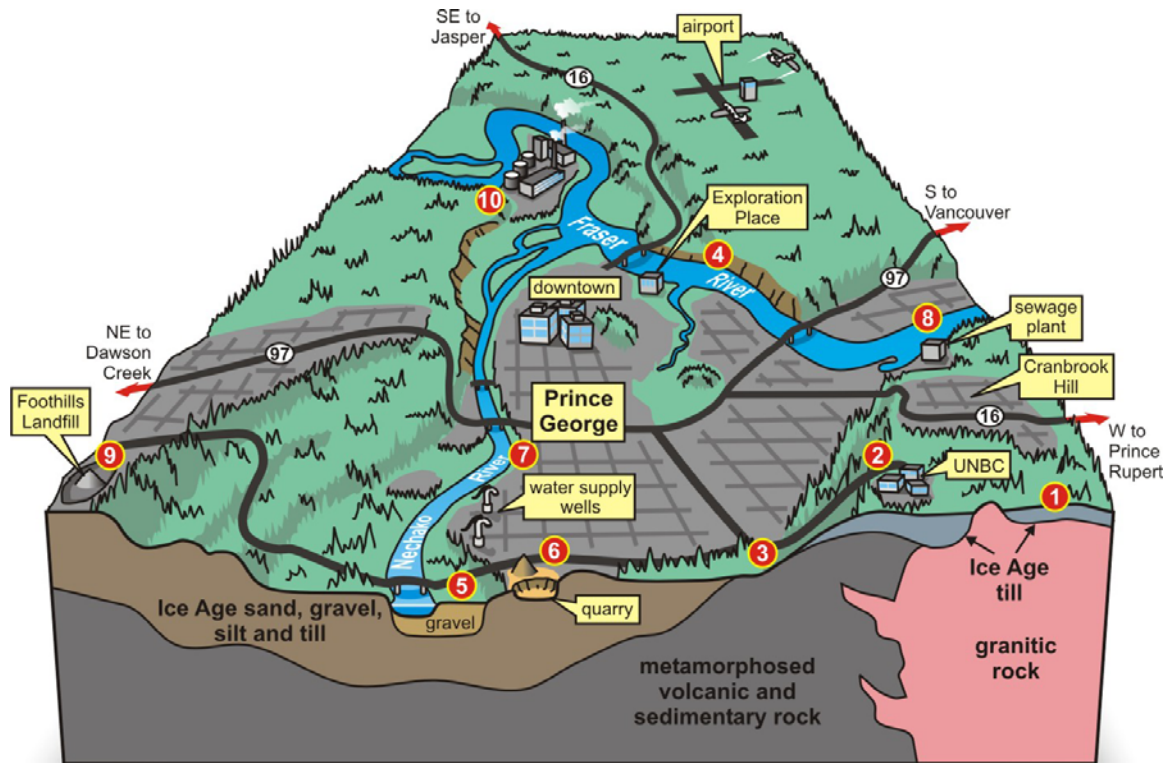 SE to
Jasper
airport
16
10
Exploration
Place
S to
Vancouver
Fraser
River
4
97
downtown
8
sewage
plant
NE to
Dawson
Creek
97
Cranbrook
Hill
Prince
George
16
W to
Prince
Rupert
Foothills
Landfill
9
7
2
UNBC
water supply
wells
1
Nechako
River
6
3
5
Ice Age
till
Ice Age sand, gravel,
silt and till
gravel
quarry
metamorphosed
volcanic and
sedimentary rock
granitic
rock